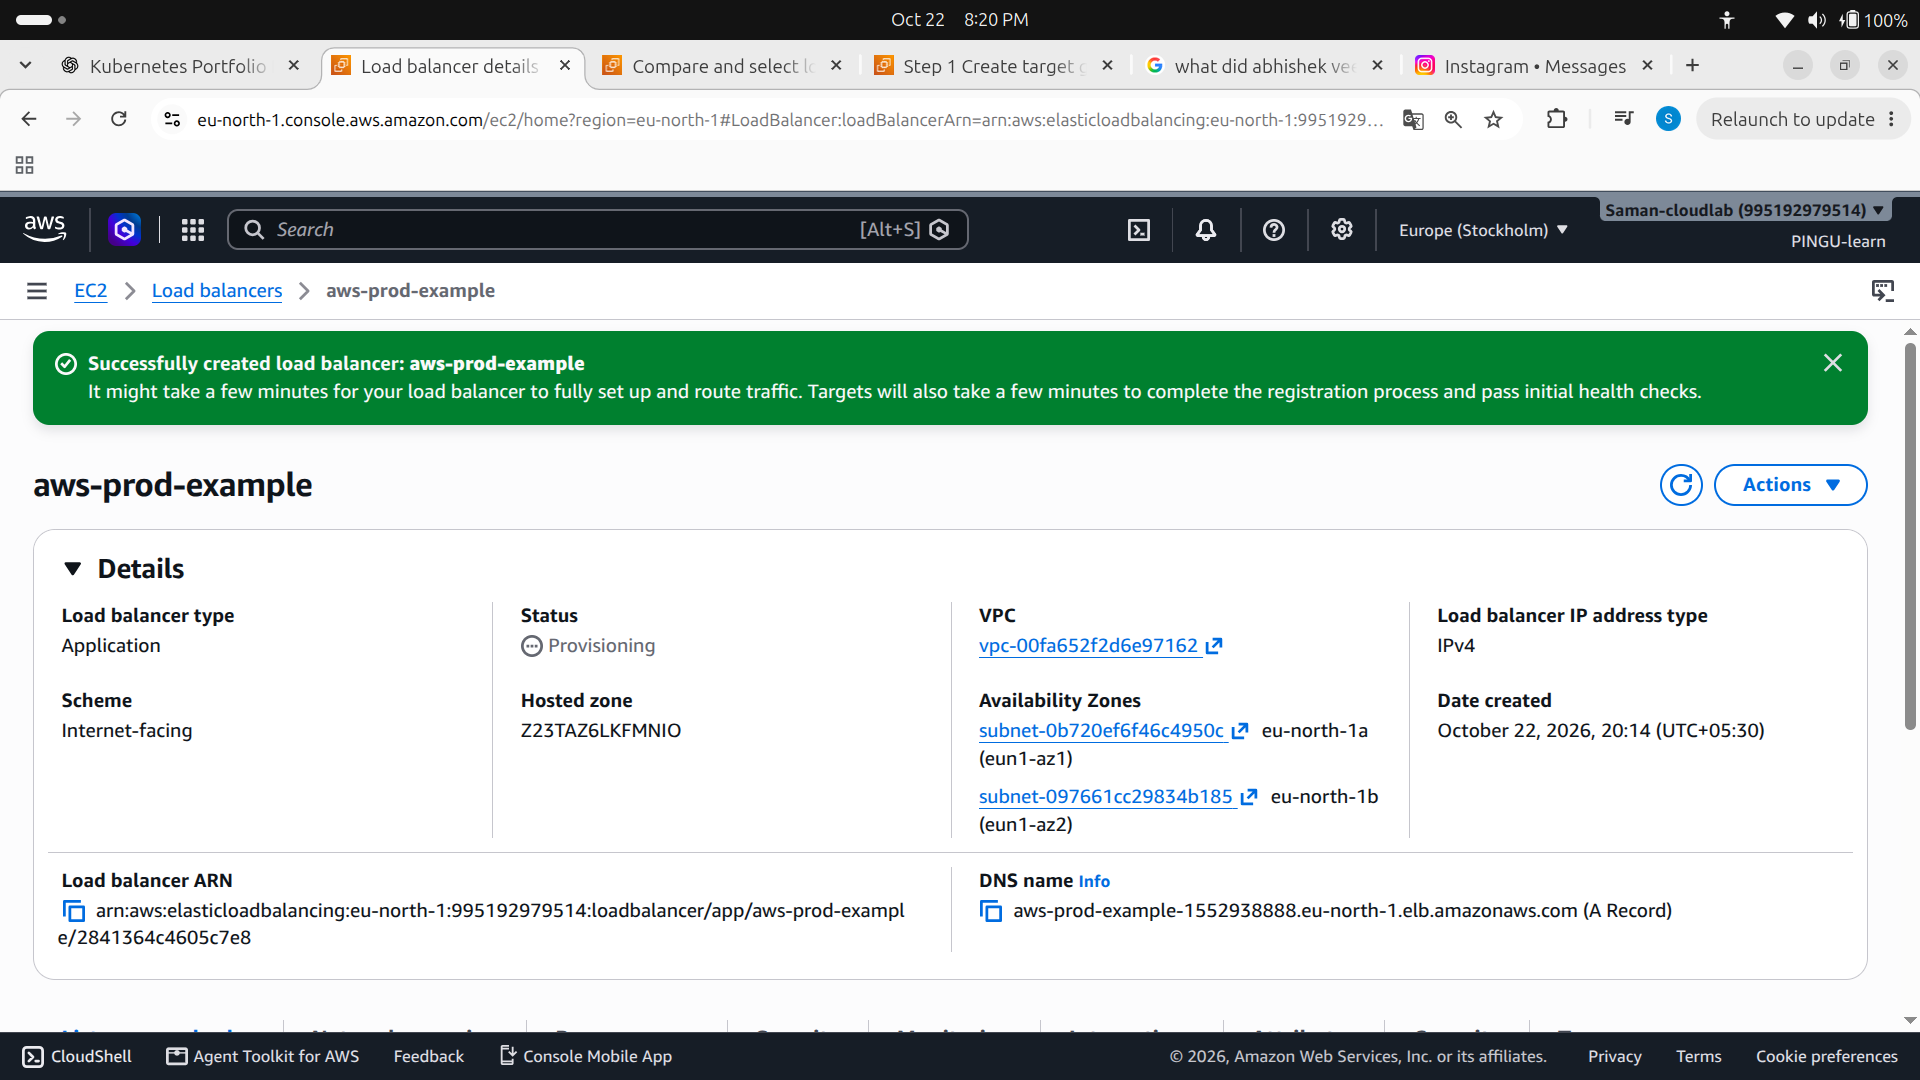 Oct 22 8:20 PM
100%
Kubernetes Portfolio
Load balancer details
Compare and select lo
Step 1 Create target g
what did abhishek vee
Instagram • Messages
eu-north-1.console.aws.amazon.com/ec2/home?region=eu-north-1#LoadBalancer:loadBalancerArn=arn:aws:elasticloadbalancing:eu-north-1:9951929...
S
Relaunch to update
aws
Search
[Alt+S]
Europe (Stockholm)
Saman-cloudlab (995192979514)
PINGU-learn
EC2
Load balancers
aws-prod-example
Successfully created load balancer: aws-prod-example
It might take a few minutes for your load balancer to fully set up and route traffic. Targets will also take a few minutes to complete the registration process and pass initial health checks.
aws-prod-example
Actions
Details
Load balancer type
Application
Status
Provisioning
VPC
vpc-00fa652f2d6e97162
Load balancer IP address type
IPv4
Scheme
Internet-facing
Hosted zone
Z23TAZ6LKFMNIO
Availability Zones
subnet-0b720ef6f46c4950c eu-north-1a
(eun1-az1)
subnet-097661cc29834b185 eu-north-1b
(eun1-az2)
Date created
October 22, 2026, 20:14 (UTC+05:30)
Load balancer ARN
arn:aws:elasticloadbalancing:eu-north-1:995192979514:loadbalancer/app/aws-prod-exampl
e/2841364c4605c7e8
DNS name Info
aws-prod-example-1552938888.eu-north-1.elb.amazonaws.com (A Record)
CloudShell
Agent Toolkit for AWS
Feedback
Console Mobile App
© 2026, Amazon Web Services, Inc. or its affiliates.
Privacy
Terms
Cookie preferences